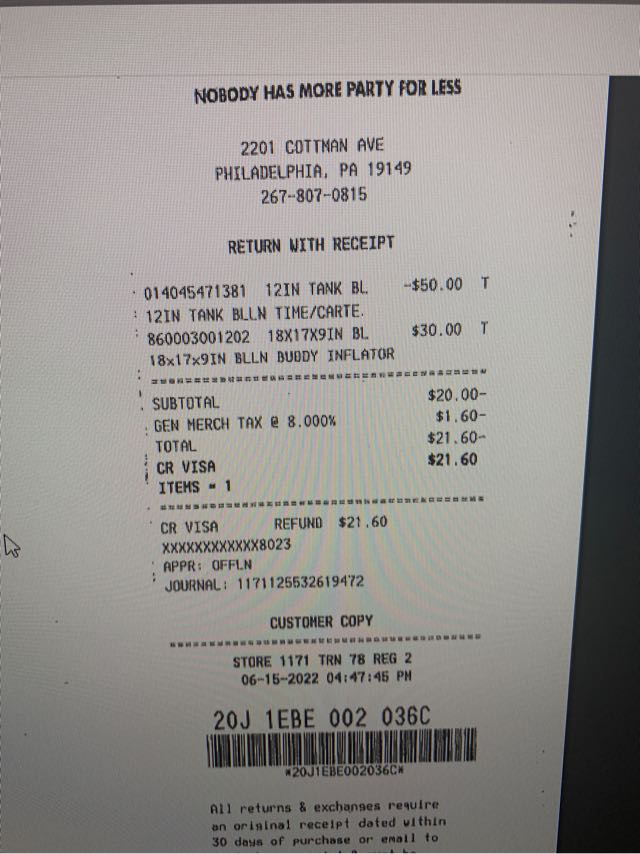 NOBODY HAS MORE PARTY FOR LESS
2201 COTTMAN AVE
PHILADELPHIA, PA 19149
267-807-0815
RETURN WITH RECEIPT
014045471381 12IN TANK BL -$50.00 T
12IN TANK BLLN TIME/CARTE.
860003001202 18X17X9IN BL $30.00 T
18x17x9IN BLLN BUDDY INFLATOR
SUBTOTAL $20.00-
GEN MERCH TAX @ 8.000% $1.60-
TOTAL $21.60-
CR VISA $21.60
ITEMS = 1
CR VISA REFUND $21.60
XXXXXXXXXXXX8023
APPR: OFFLN
JOURNAL: 1171125532619472
CUSTOMER COPY
STORE 1171 TRN 78 REG 2
06-15-2022 04:47:45 PM
20J 1EBE 002 036C
*20J1EBE002036C*
All returns & exchanges require
an original receipt dated within
30 days of purchase or email to